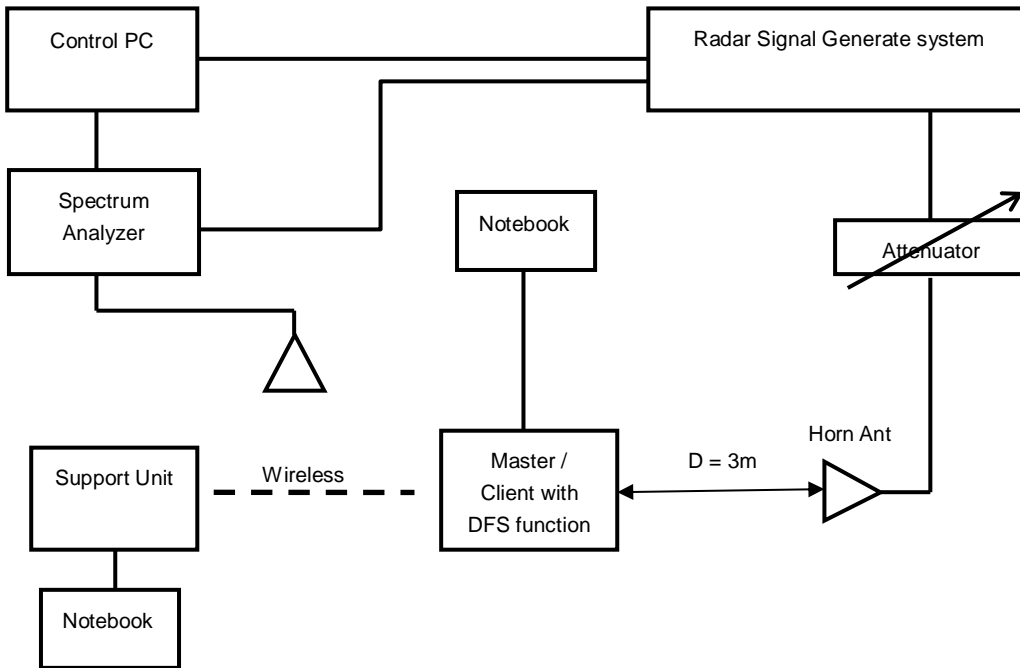 Control PC
Radar Signal Generate system
Spectrum
Analyzer
Notebook
Attenuator
Horn Ant
D = 3m
Support Unit
Wireless
Master /
Client with
DFS function
Notebook